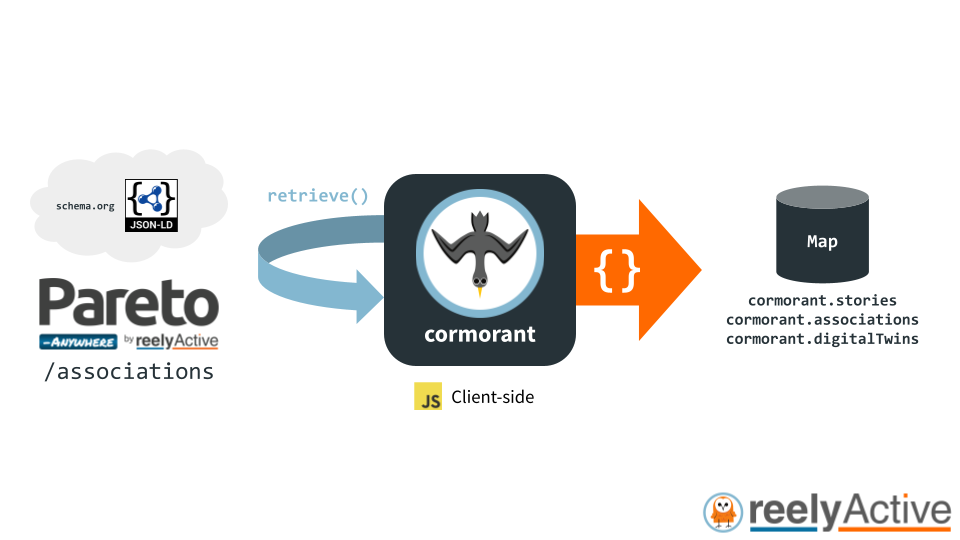 schema.org
{ }
JSON-LD
Pareto
-ANYWHERE by reelyActive
/associations
retrieve()
cormorant
JS Client-side
{}
Map
cormorant.stories
cormorant.associations
cormorant.digitalTwins
reelyActive